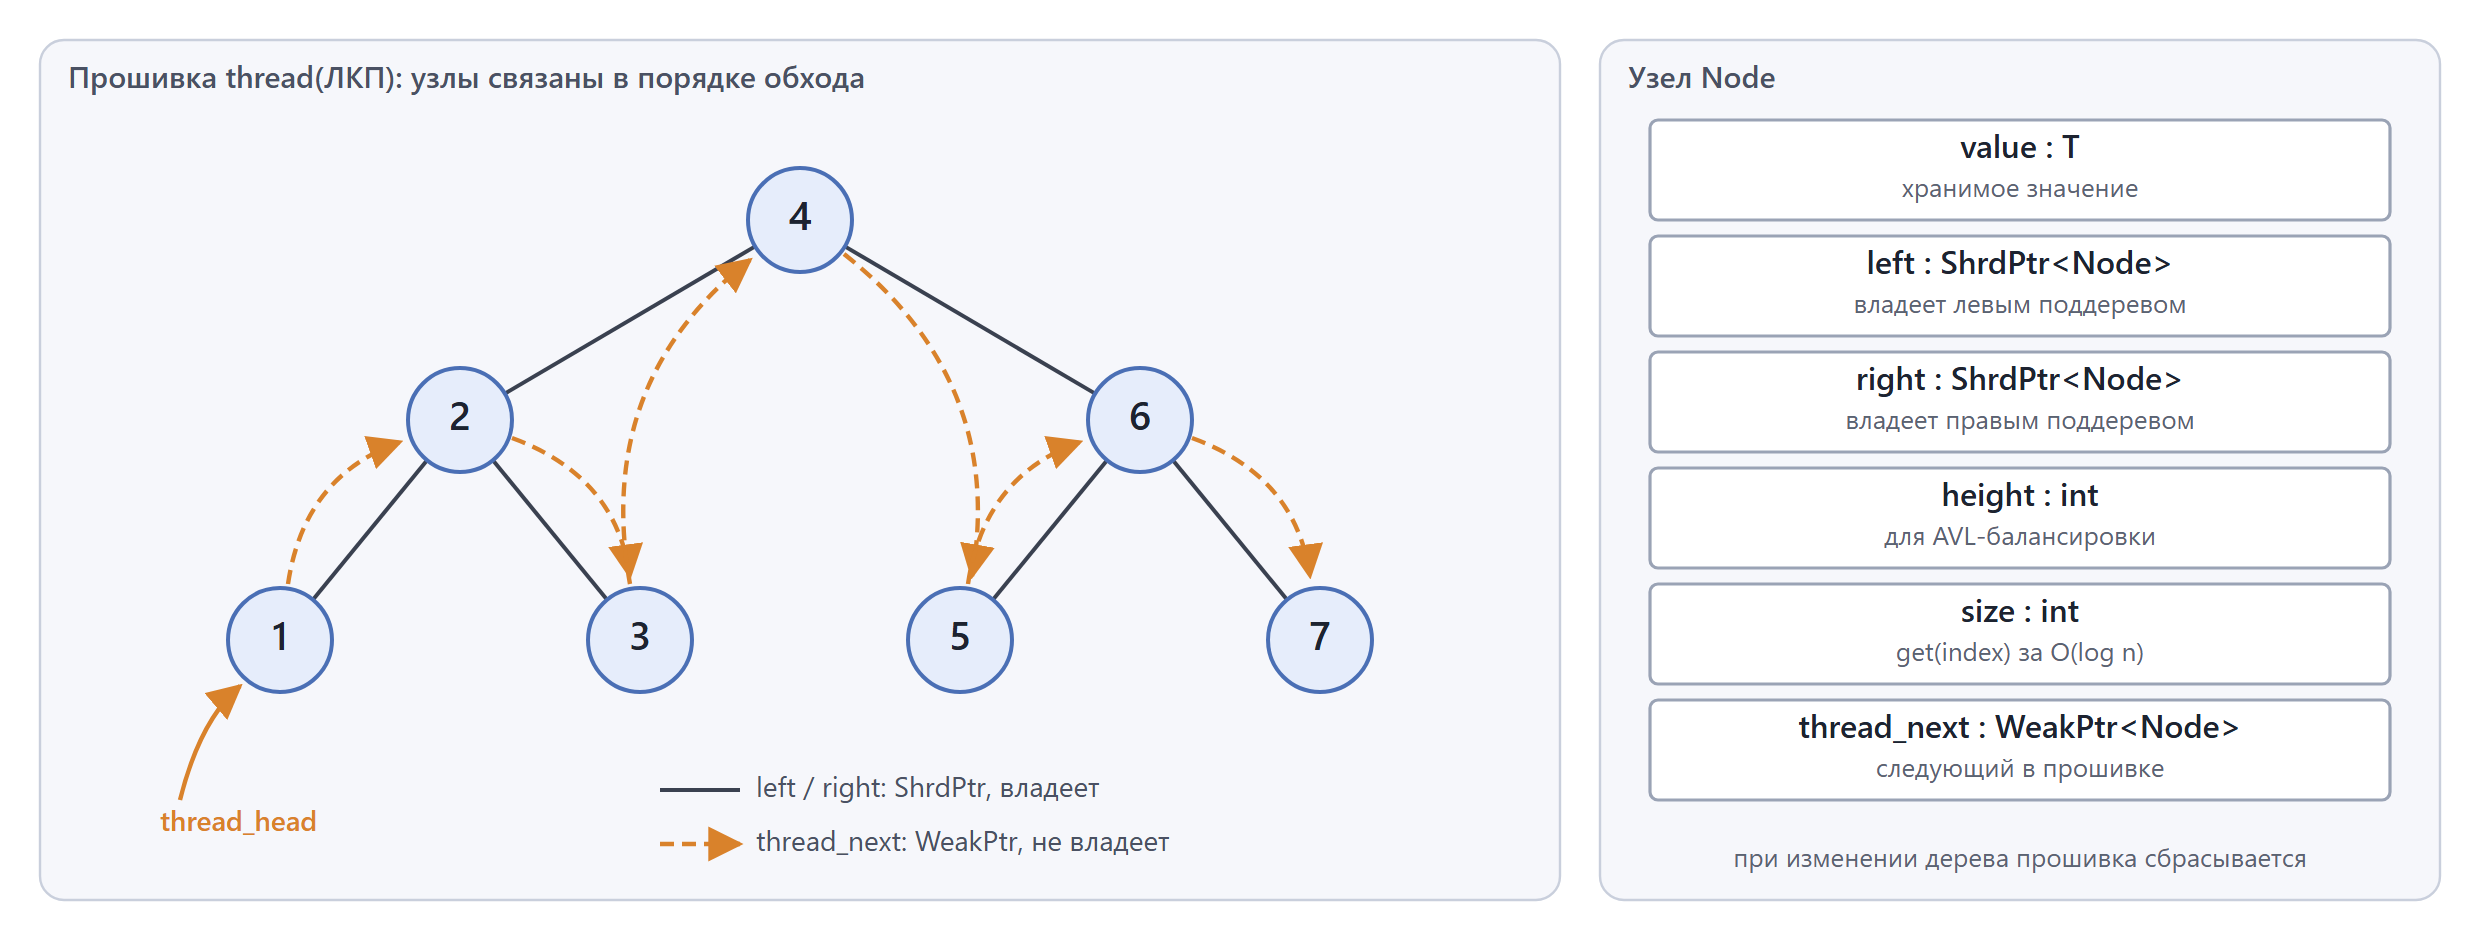 Прошивка thread(ЛКП): узлы связаны в порядке обхода
4
2
6
1
3
5
7
thread_head
left / right: ShrdPtr, владеет
thread_next: WeakPtr, не владеет
Узел Node
value : T
хранимое значение
left : ShrdPtr<Node>
владеет левым поддеревом
right : ShrdPtr<Node>
владеет правым поддеревом
height : int
для AVL-балансировки
size : int
get(index) за O(log n)
thread_next : WeakPtr<Node>
следующий в прошивке
при изменении дерева прошивка сбрасывается